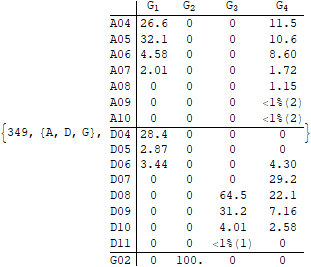 G₁ G₂ G₃ G₄
A04 26.6 0 0 11.5
A05 32.1 0 0 10.6
A06 4.58 0 0 8.60
A07 2.01 0 0 1.72
A08 0 0 0 1.15
A09 0 0 0 <1%(2)
A10 0 0 0 <1%(2)
{349, {A, D, G}, D04 28.4 0 0 0 }
D05 2.87 0 0 0
D06 3.44 0 0 4.30
D07 0 0 0 29.2
D08 0 0 64.5 22.1
D09 0 0 31.2 7.16
D10 0 0 4.01 2.58
D11 0 0 <1%(1) 0
G02 0 100. 0 0